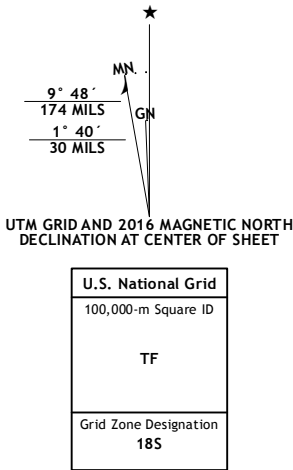 ★
MN
9° 48´
174 MILS
GN
1° 40´
30 MILS
UTM GRID AND 2016 MAGNETIC NORTH
DECLINATION AT CENTER OF SHEET
U.S. National Grid
100,000-m Square ID
TF
Grid Zone Designation
18S